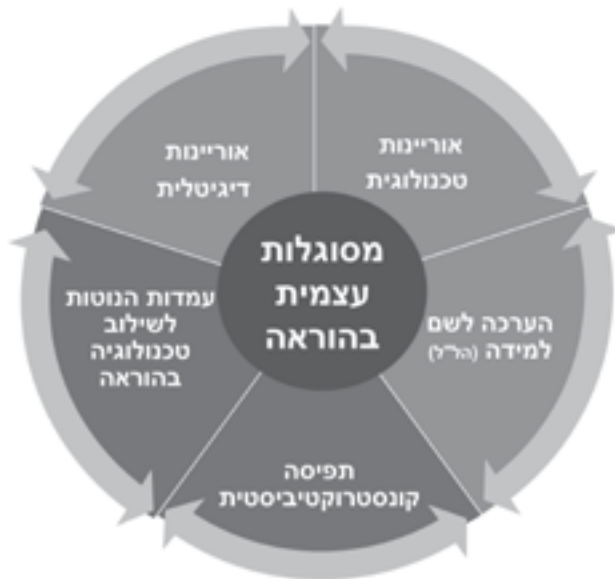 אוריינות
טכנולוגית
אוריינות
דיגיטלית
מסוגלות
עצמית
בהוראה
הערכה לשם
למידה (הל"ל)
עמדות הנוטות
לשילוב
טכנולוגיה
בהוראה
תפיסה
קונסטרוקטיביסטית